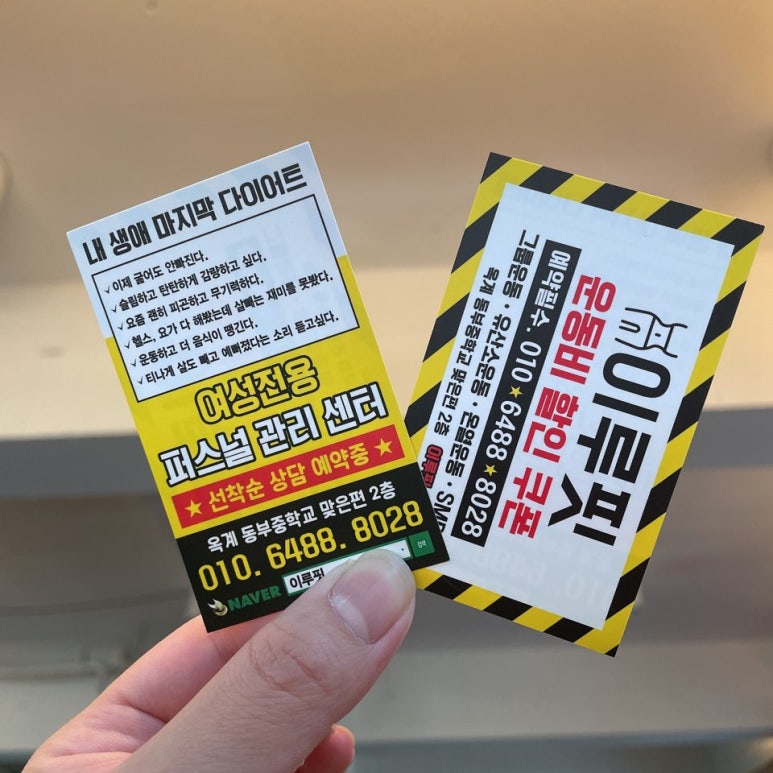 내 생애 마지막 다이어트
✓ 이제 굶어도 안빠진다.
✓ 슬림하고 탄탄하게 감량하고 싶다.
✓ 요즘 괜히 피곤하고 무기력하다.
✓ 헬스, 요가 다 해봤는데 살빼는 재미를 못봤다.
✓ 운동하고 더 음식이 땡긴다.
✓ 티나게 살도 빼고 예뻐졌다는 소리 듣고싶다.
여성전용
퍼스널 관리 센터
★ 선착순 상담 예약중 ★
옥계 동부중학교 맞은편 2층
010. 6488. 8028
NAVER 이루핏 검색
이루핏
운동비 할인 쿠폰
예약필수. 010★6488★8028
그룹운동 · 유산소운동 · 온열운동 ·
옥계 동부중학교 맞은편 2층